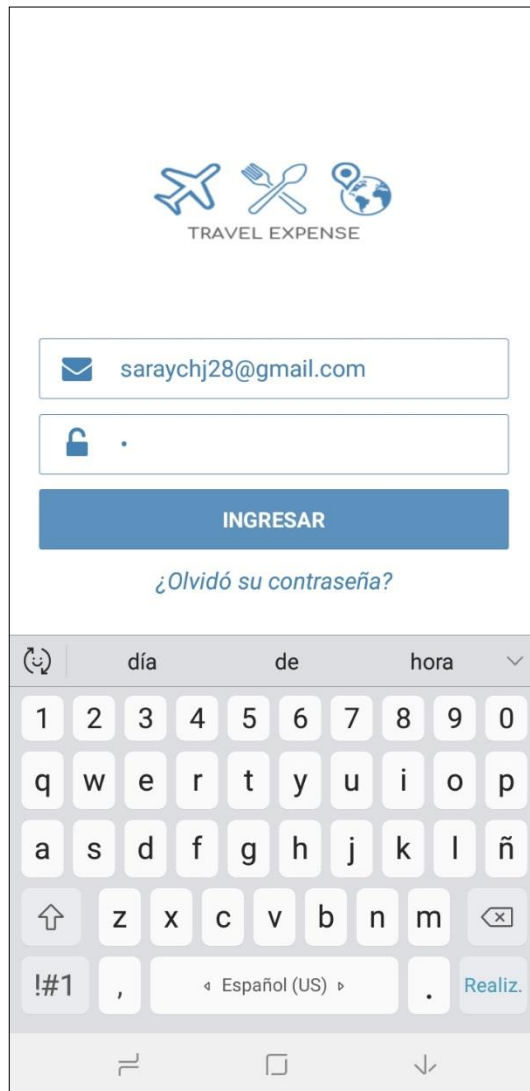 TRAVEL EXPENSE
saraychj28@gmail.com
INGRESAR
¿Olvidó su contraseña?
día de hora
1 2 3 4 5 6 7 8 9 0
q w e r t y u i o p
a s d f g h j k l ñ
z x c v b n m
!#1 , Español (US) . Realiz.